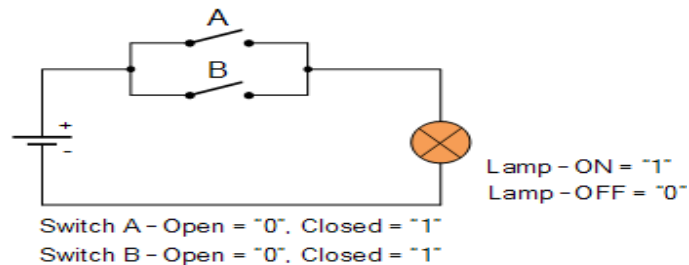 A
B
+
-
Lamp - ON = "1"
Lamp - OFF = "0"
Switch A - Open = "0", Closed = "1"
Switch B - Open = "0", Closed = "1"